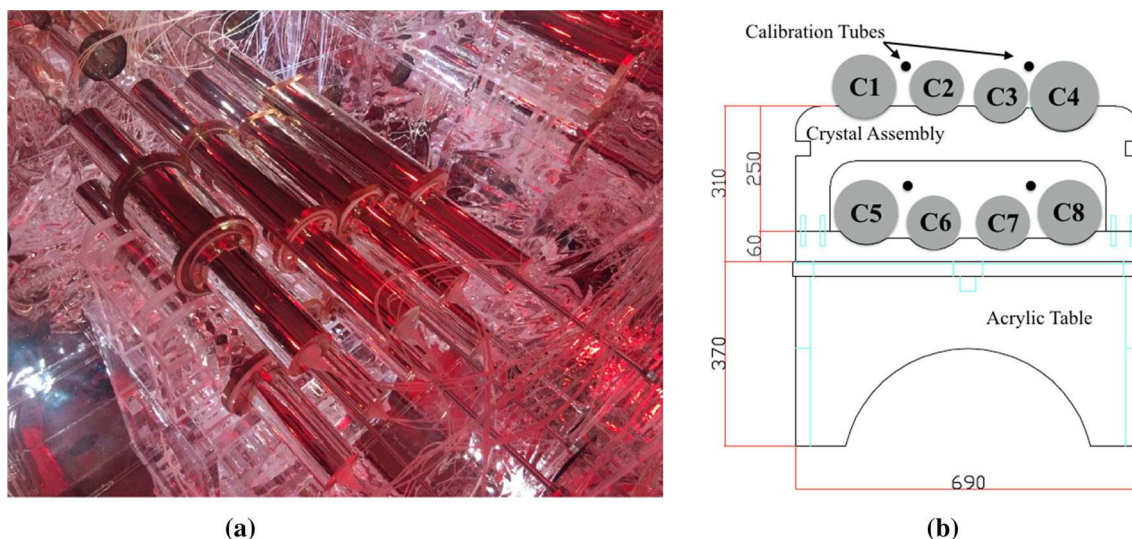 Calibration Tubes
C1 C2 C3 C4
Crystal Assembly
250
310
C5 C6 C7 C8
60
Acrylic Table
370
690
(a) (b)